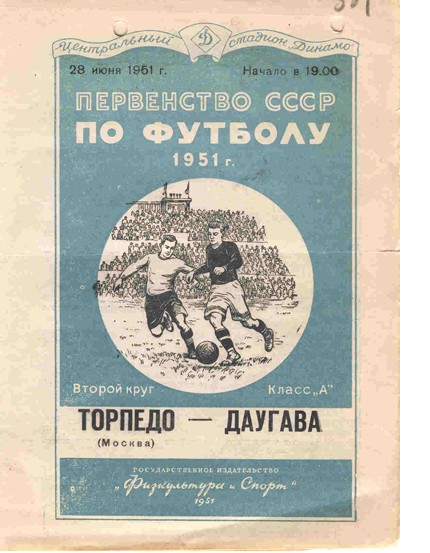 Центральный Д стадион „Динамо“
28 июня 1951 г. Начало в 19.00
ПЕРВЕНСТВО СССР
ПО ФУТБОЛУ
1951 г.
Второй круг Класс „А“
ТОРПЕДО — ДАУГАВА
(Москва)
ГОСУДАРСТВЕННОЕ ИЗДАТЕЛЬСТВО
„Физкультура и Спорт“
1951